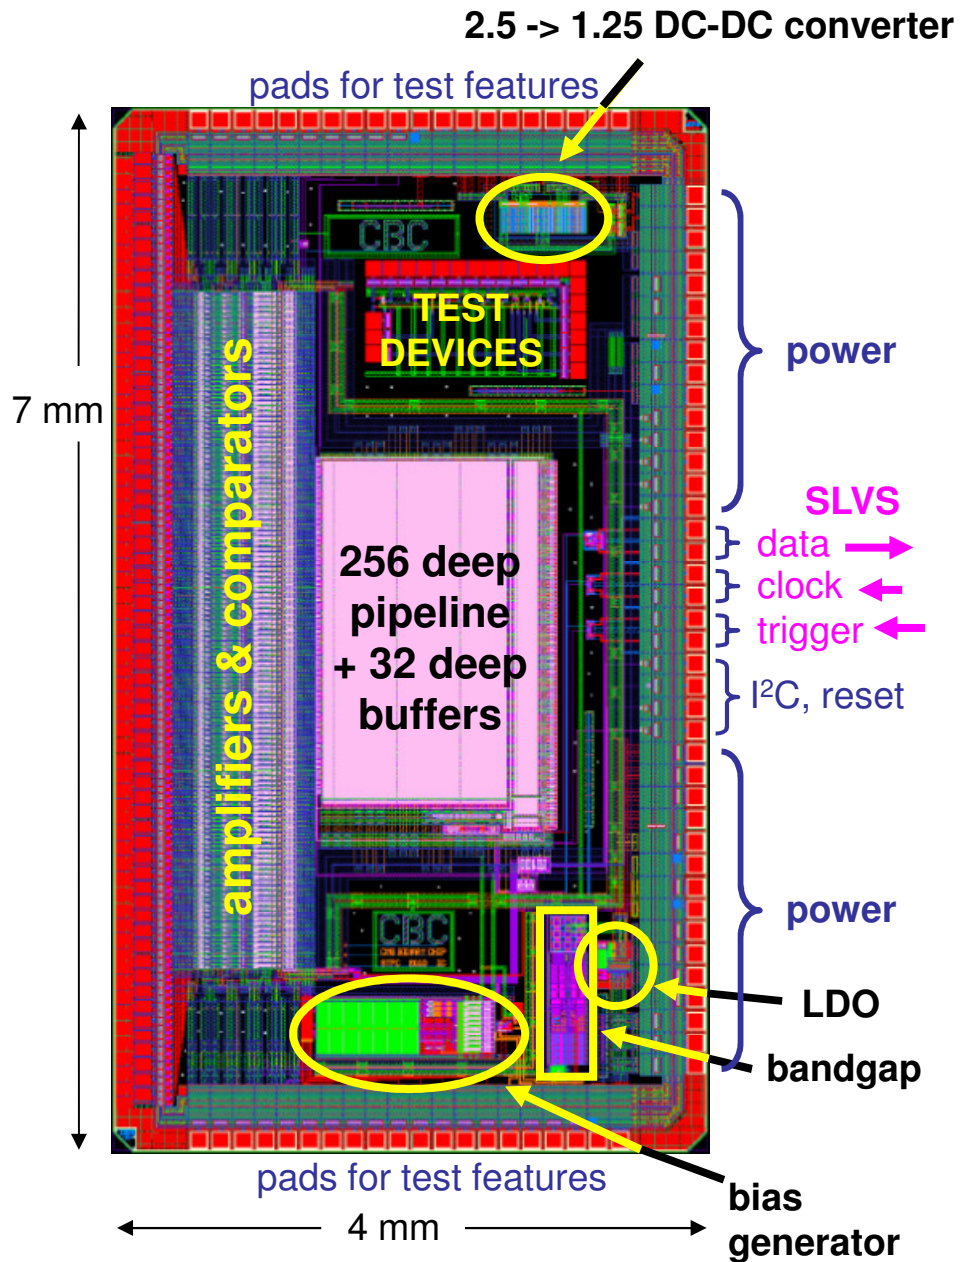 2.5 -> 1.25 DC-DC converter
pads for test features
CBC
TEST
DEVICES
power
7 mm
amplifiers & comparators
SLVS
data
clock
trigger
I²C, reset
256 deep
pipeline
+ 32 deep
buffers
power
CBC
LDO
bandgap
pads for test features
bias
generator
4 mm